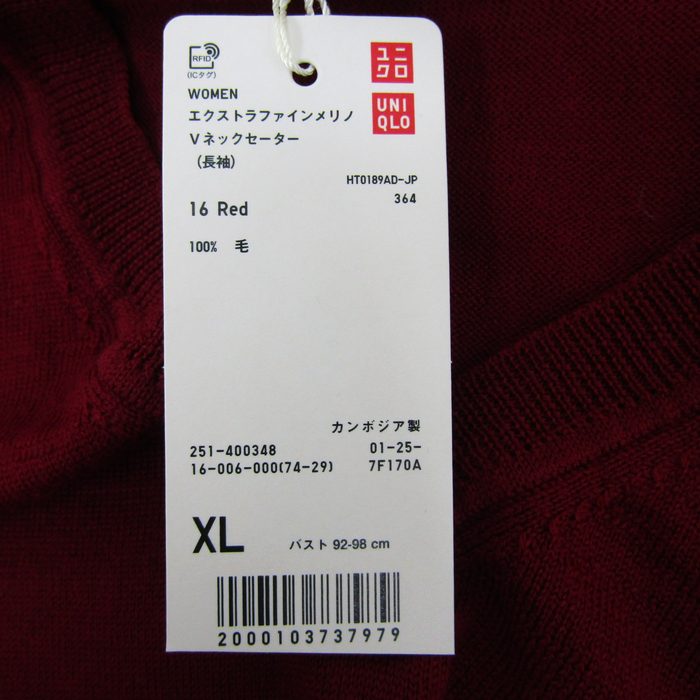 RFID
(ICタグ)
ユニ
クロ
UNI
QLO
WOMEN
エクストラファインメリノ
Vネックセーター
(長袖)
HT0189AD-JP
364
16 Red
100% 毛
カンボジア製
251-400348 01-25-
16-006-000(74-29) 7F170A
XL バスト 92-98 cm
2000103737979